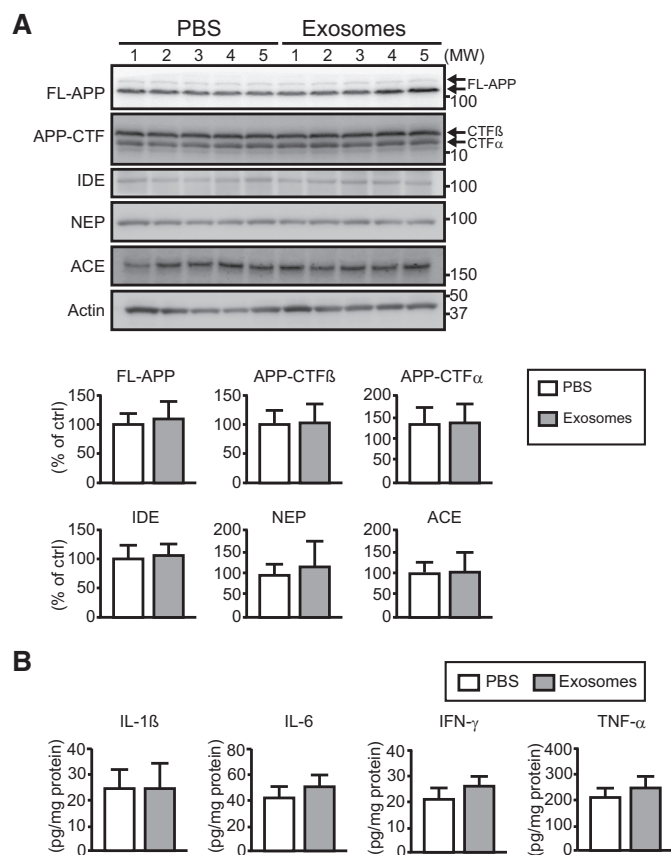 A
PBS Exosomes
1 2 3 4 5 1 2 3 4 5 (MW)
FL-APP FL-APP
100
APP-CTF CTFß
CTFα
10
IDE 100
NEP 100
ACE 150
50
Actin 37
FL-APP APP-CTFß APP-CTFα
(% of ctrl) 150 100 50 0 150 100 50 0 200 150 100 50 0
PBS
Exosomes
IDE NEP ACE
(% of ctrl) 150 100 50 0 200 150 100 50 0 200 150 100 50 0
B
PBS Exosomes
IL-1ß IL-6 IFN-γ TNF-α
(pg/mg protein) 40 30 20 10 0 (pg/mg protein) 80 60 40 20 0 (pg/mg protein) 40 30 20 10 0 (pg/mg protein) 400 300 200 100 0